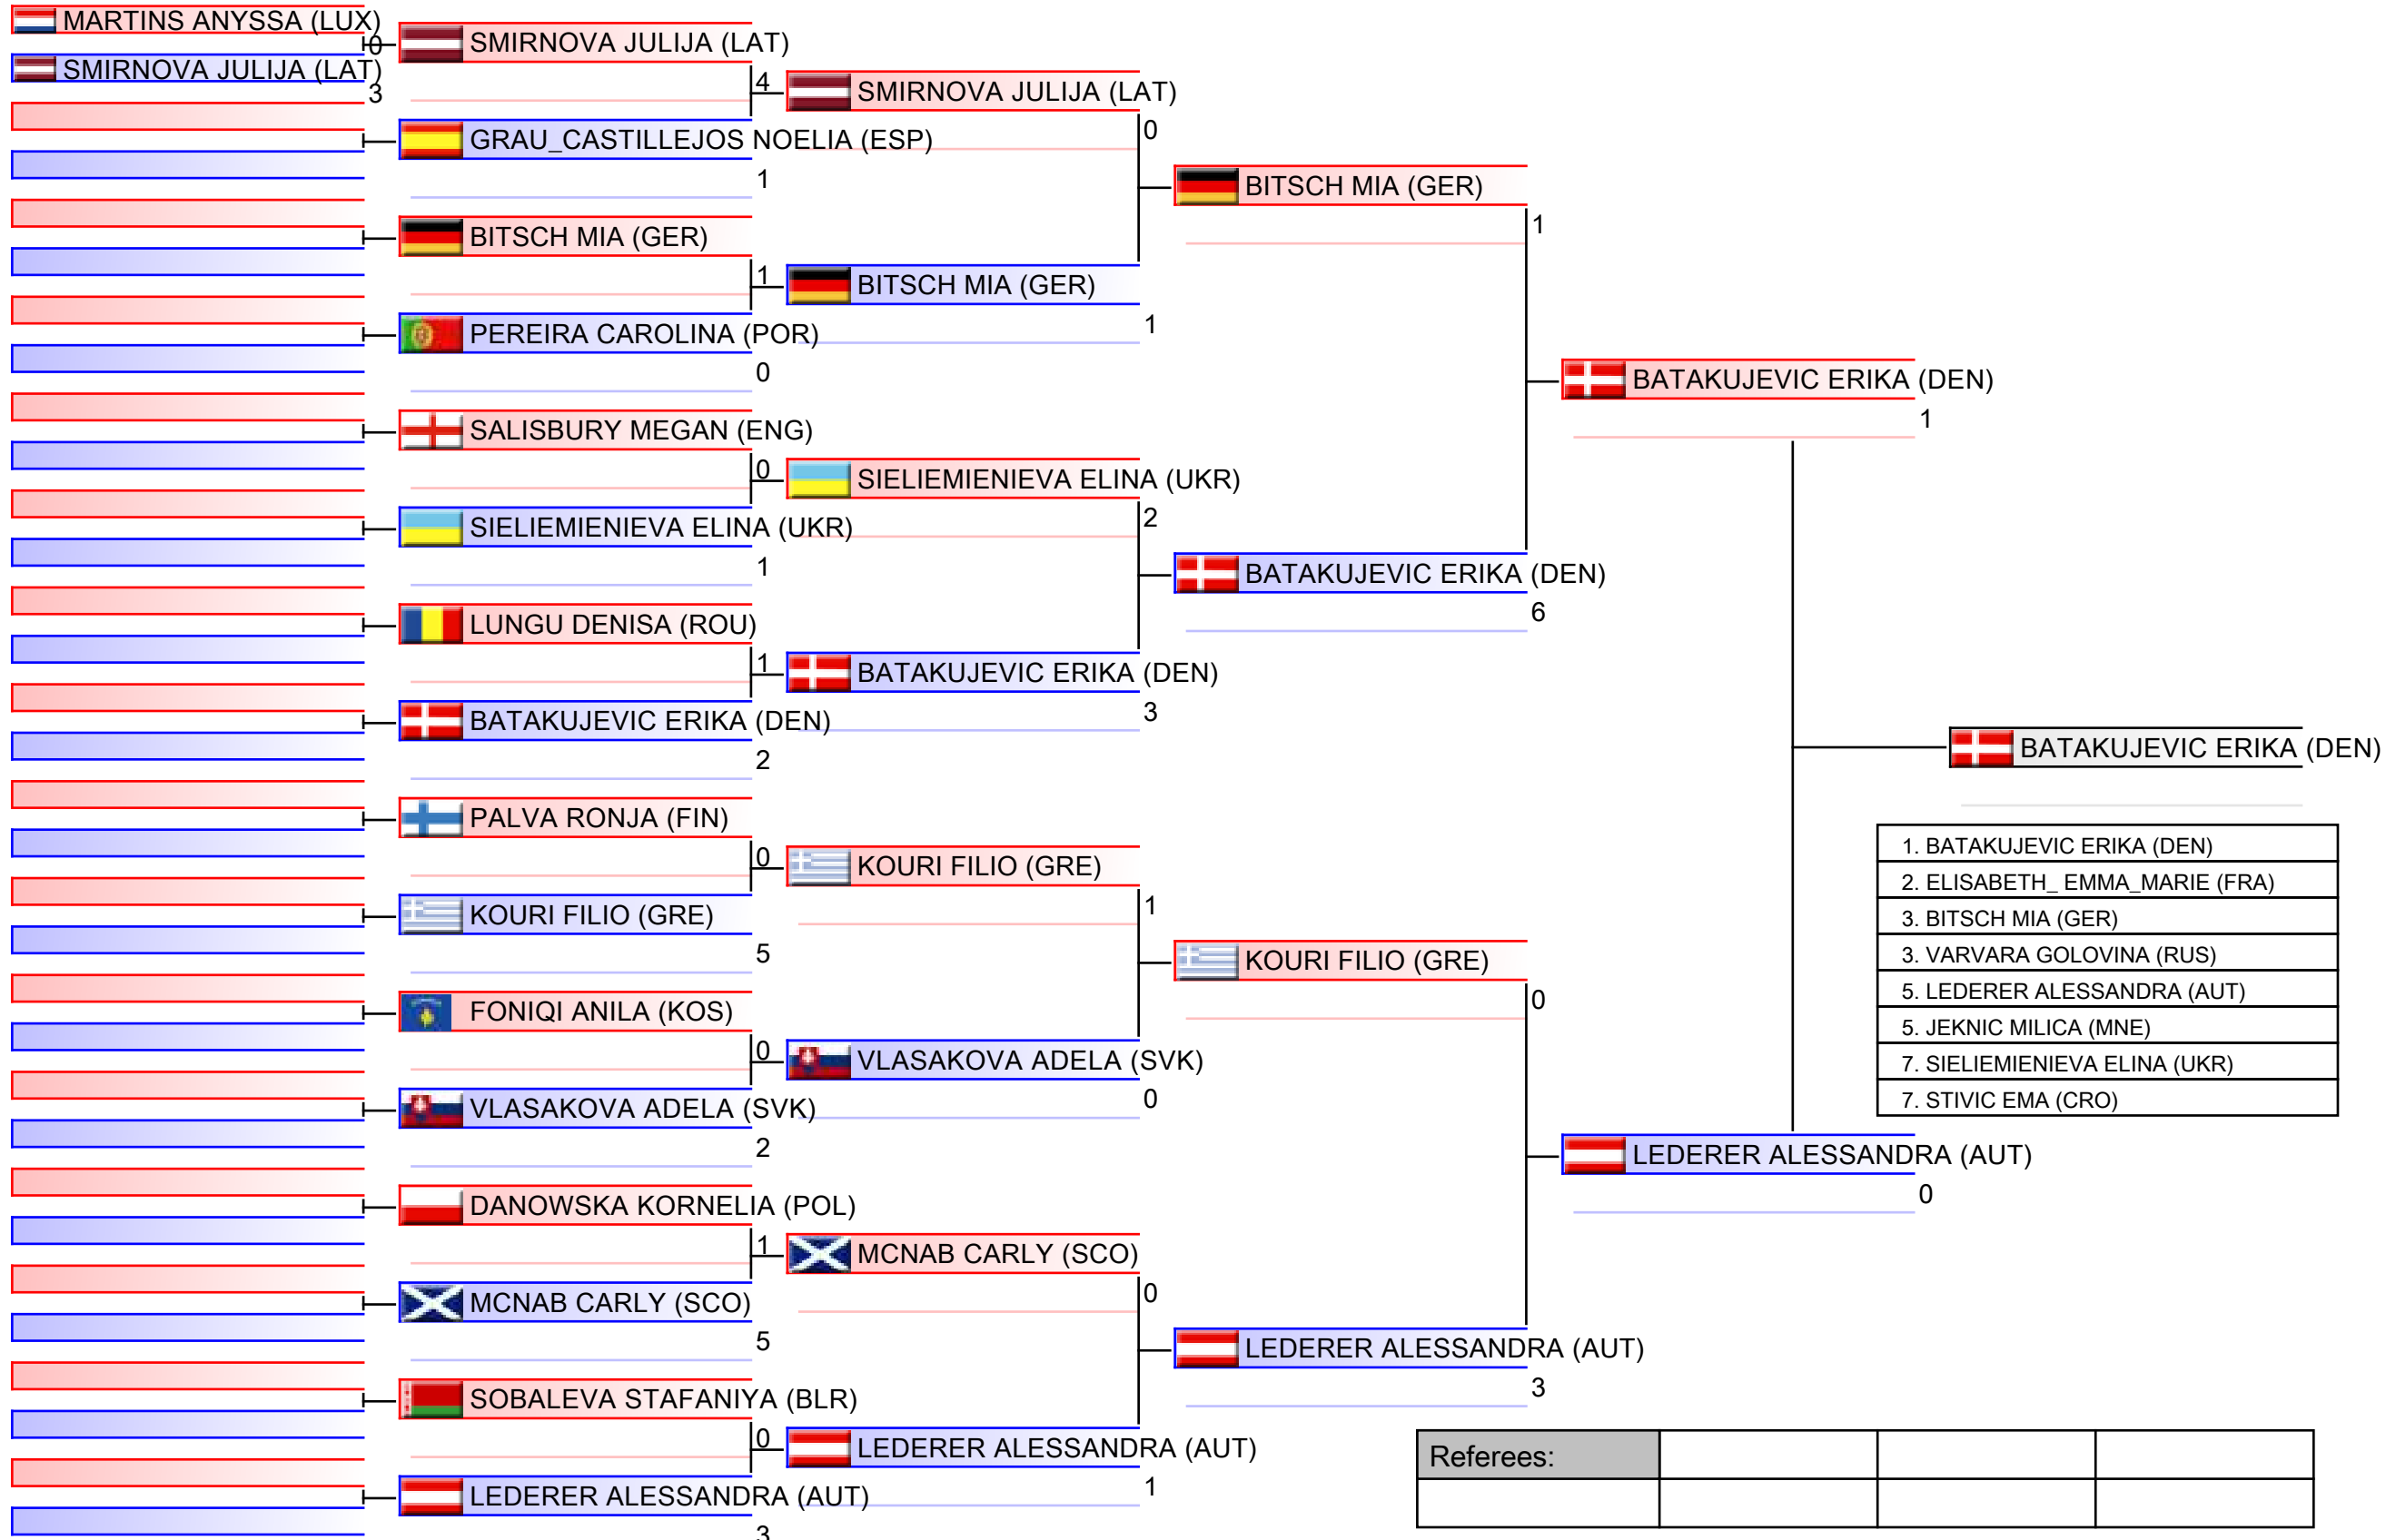 MARTINS ANYSSA (LUX)
0
SMIRNOVA JULIJA (LAT)
3
SMIRNOVA JULIJA (LAT)
4
GRAU_CASTILLEJOS NOELIA (ESP)
1
BITSCH MIA (GER)
1
PEREIRA CAROLINA (POR)
0
SALISBURY MEGAN (ENG)
0
SIELIEMIENIEVA ELINA (UKR)
1
LUNGU DENISA (ROU)
1
BATAKUJEVIC ERIKA (DEN)
2
PALVA RONJA (FIN)
0
KOURI FILIO (GRE)
5
FONIQI ANILA (KOS)
0
VLASAKOVA ADELA (SVK)
2
DANOWSKA KORNELIA (POL)
1
MCNAB CARLY (SCO)
5
SOBALEVA STAFANIYA (BLR)
0
LEDERER ALESSANDRA (AUT)
3
SMIRNOVA JULIJA (LAT)
0
BITSCH MIA (GER)
1
SIELIEMIENIEVA ELINA (UKR)
2
BATAKUJEVIC ERIKA (DEN)
3
KOURI FILIO (GRE)
1
VLASAKOVA ADELA (SVK)
0
MCNAB CARLY (SCO)
0
LEDERER ALESSANDRA (AUT)
1
BITSCH MIA (GER)
1
BATAKUJEVIC ERIKA (DEN)
6
KOURI FILIO (GRE)
0
LEDERER ALESSANDRA (AUT)
3
BATAKUJEVIC ERIKA (DEN)
1
LEDERER ALESSANDRA (AUT)
0
BATAKUJEVIC ERIKA (DEN)
1. BATAKUJEVIC ERIKA (DEN)
2. ELISABETH_ EMMA_MARIE (FRA)
3. BITSCH MIA (GER)
3. VARVARA GOLOVINA (RUS)
5. LEDERER ALESSANDRA (AUT)
5. JEKNIC MILICA (MNE)
7. SIELIEMIENIEVA ELINA (UKR)
7. STIVIC EMA (CRO)
Referees: